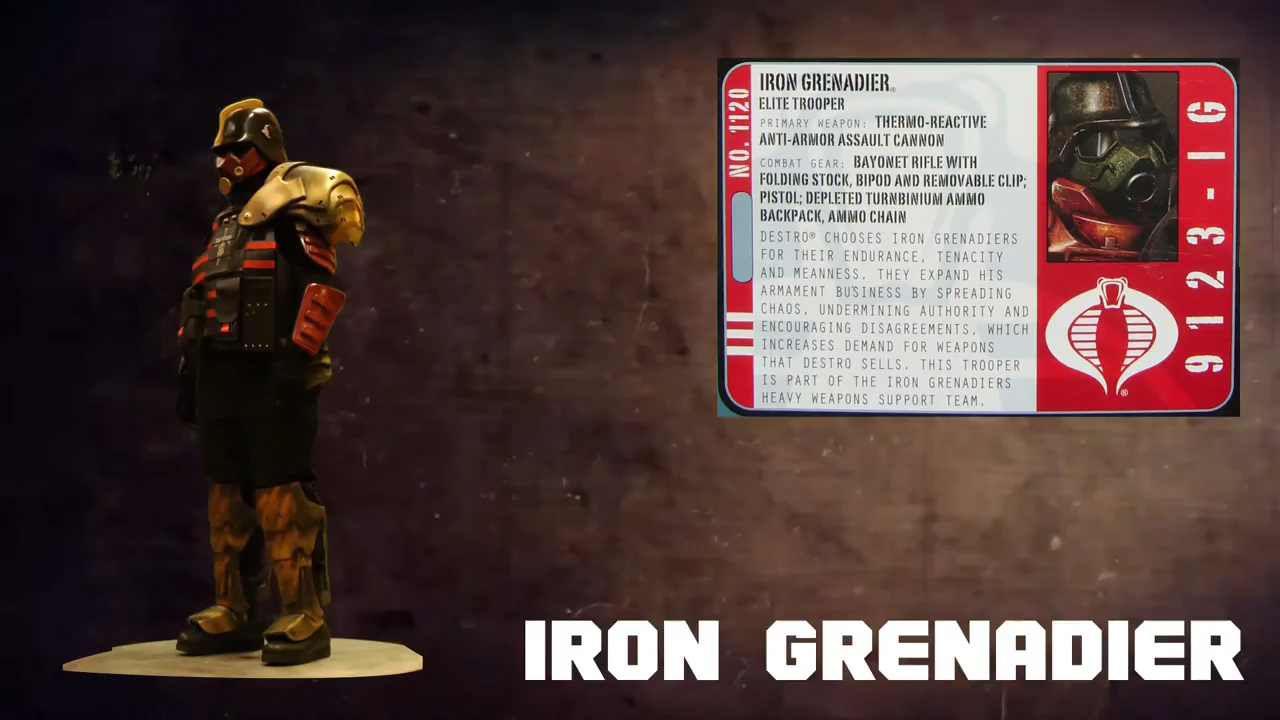 IRON GRENADIER®
ELITE TROOPER
PRIMARY WEAPON: THERMO-REACTIVE
ANTI-ARMOR ASSAULT CANNON
COMBAT GEAR: BAYONET RIFLE WITH
FOLDING STOCK, BIPOD AND REMOVABLE CLIP;
PISTOL; DEPLETED TURNBINIUM AMMO
BACKPACK, AMMO CHAIN
DESTRO® CHOOSES IRON GRENADIERS
FOR THEIR ENDURANCE, TENACITY
AND MEANNESS. THEY EXPAND HIS
ARMAMENT BUSINESS BY SPREADING
CHAOS, UNDERMINING AUTHORITY AND
ENCOURAGING DISAGREEMENTS, WHICH
INCREASES DEMAND FOR WEAPONS
THAT DESTRO SELLS. THIS TROOPER
IS PART OF THE IRON GRENADIERS
HEAVY WEAPONS SUPPORT TEAM.
NO. 1120
9123-IG
®
IRON GRENADIER